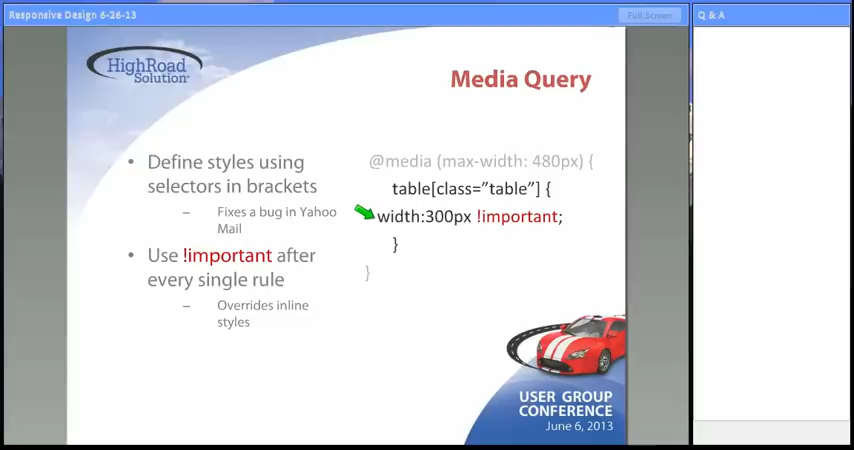 Responsive Design 6-26-13
Full Screen
Q & A
HighRoad
Solution
Media Query
• Define styles using
selectors in brackets
– Fixes a bug in Yahoo
Mail
• Use !important after
every single rule
– Overrides inline
styles
@media (max-width: 480px) {
table[class=”table”] {
width:300px !important;
}
}
USER GROUP
CONFERENCE
June 6, 2013